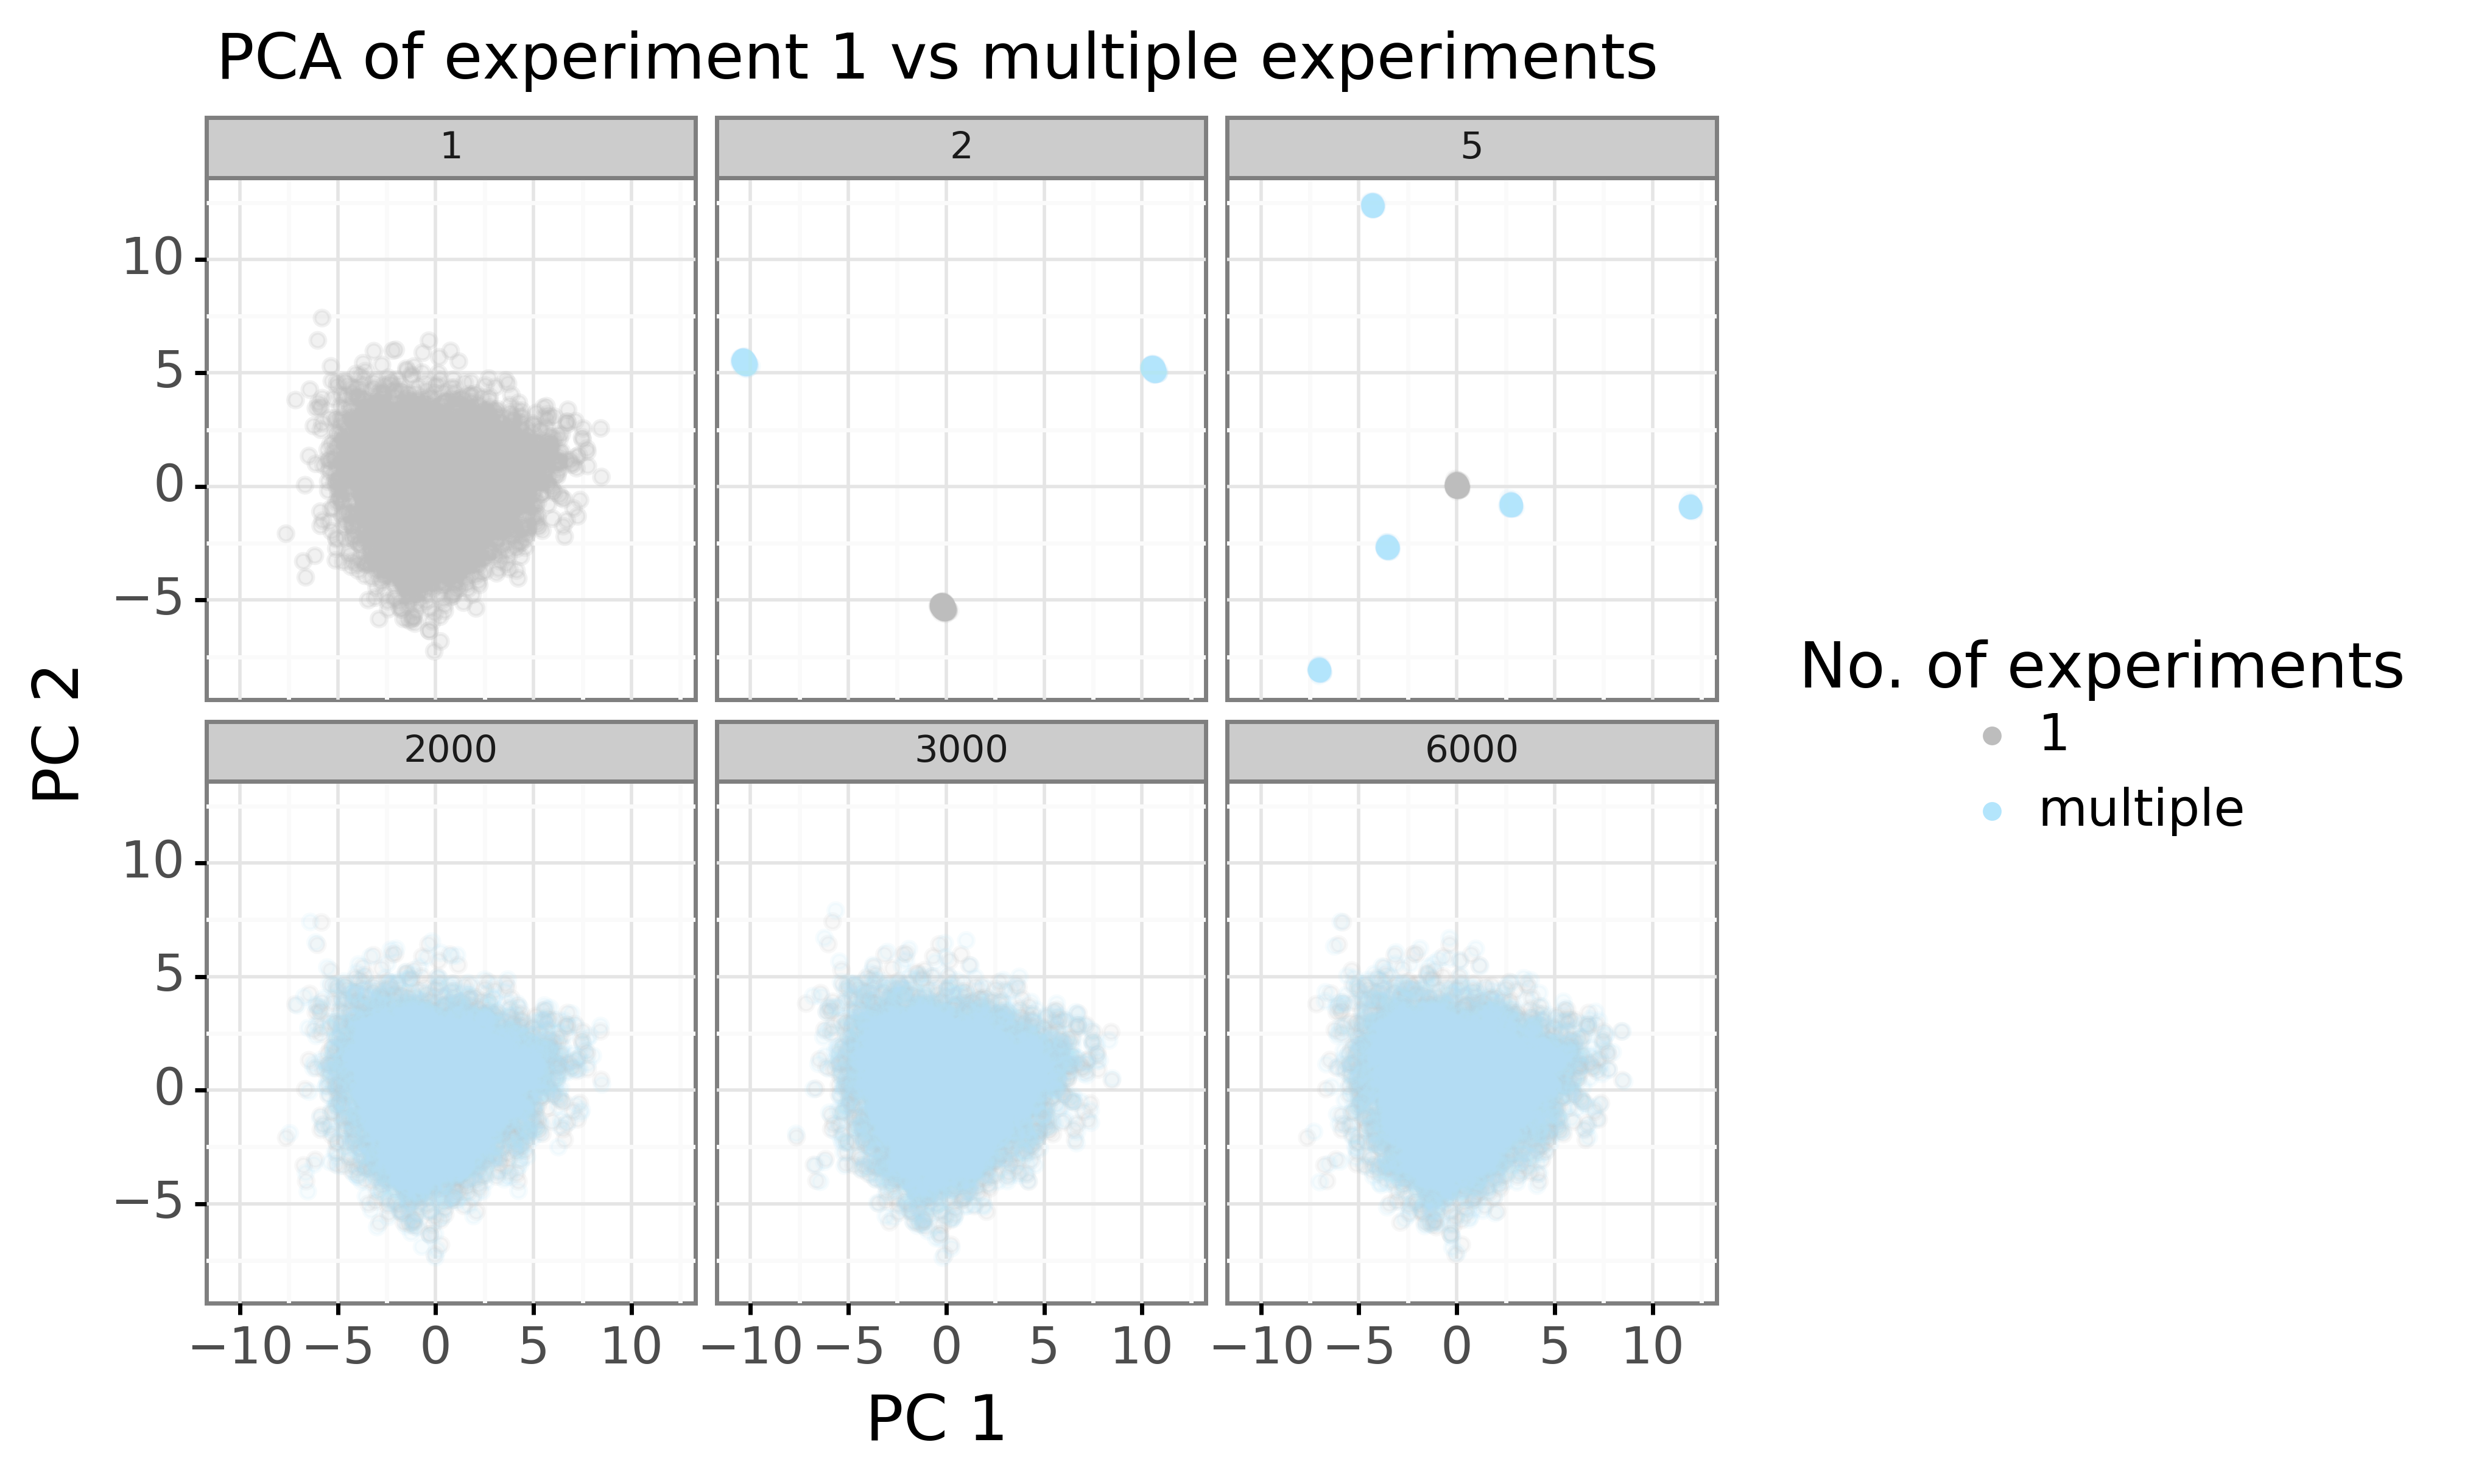 PCA of experiment 1 vs multiple experiments
1 2 5
10
5
0
−5
PC 2
2000 3000 6000
10
5
0
−5
−10 −5 0 5 10 −10 −5 0 5 10 −10 −5 0 5 10
PC 1
No. of experiments
1
multiple